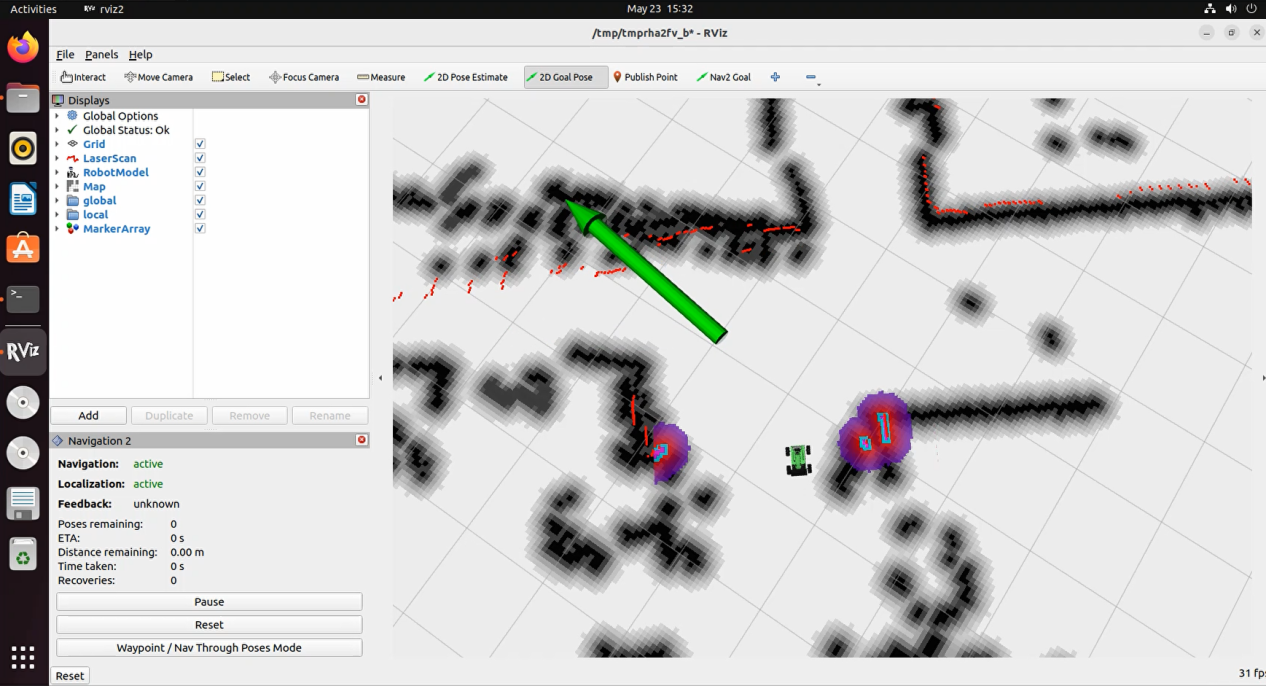 Activities
rviz2
May 23 15:32
/tmp/tmprha2fv_b* - RViz
File Panels Help
Interact Move Camera Select Focus Camera Measure 2D Pose Estimate 2D Goal Pose Publish Point Nav2 Goal
Displays
Global Options
Global Status: Ok
Grid
LaserScan
RobotModel
Map
global
local
MarkerArray
Add Duplicate Remove Rename
Navigation 2
Navigation: active
Localization: active
Feedback: unknown
Poses remaining: 0
ETA: 0 s
Distance remaining: 0.00 m
Time taken: 0 s
Recoveries: 0
Pause
Reset
Waypoint / Nav Through Poses Mode
Reset
31 fps
RViz